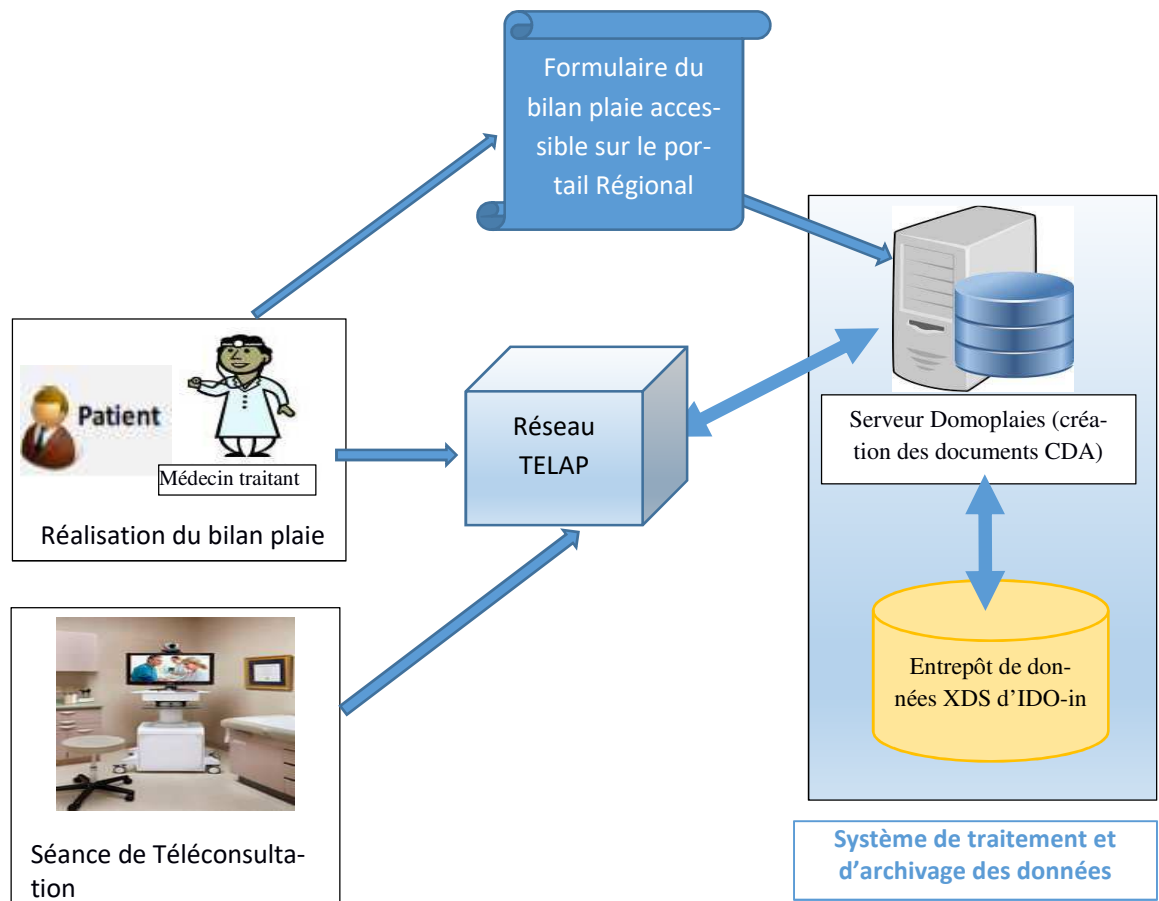 Formulaire du
bilan plaie acces-
sible sur le por-
tail Régional
Patient
Médecin traitant
Réalisation du bilan plaie
Réseau
TELAP
Serveur Domoplaies (créa-
tion des documents CDA)
Entrepôt de don-
nées XDS d’IDO-in
Séance de Téléconsulta-
tion
Système de traitement et
d’archivage des données